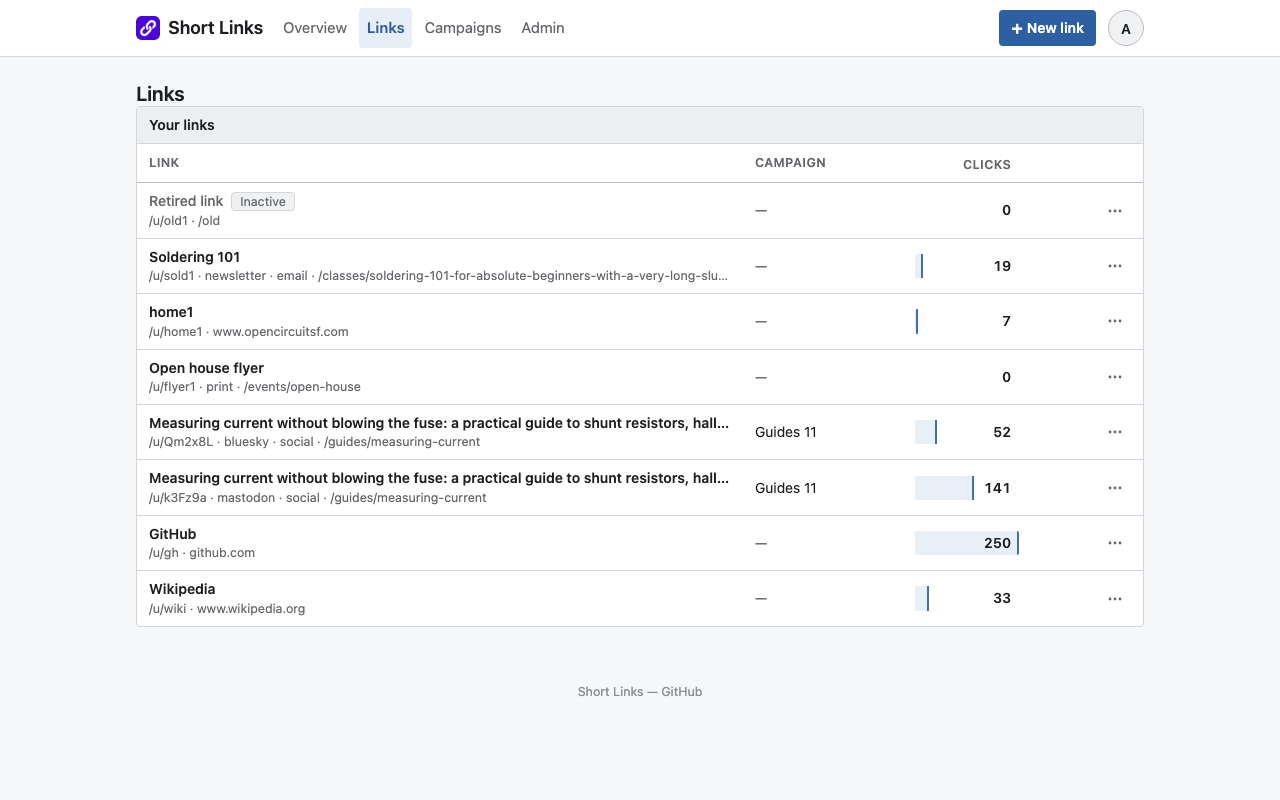 Short Links Overview Links Campaigns Admin + New link A
Links
Your links
LINK CAMPAIGN CLICKS
Retired link Inactive
/u/old1 · /old — 0 ···
Soldering 101
/u/sold1 · newsletter · email · /classes/soldering-101-for-absolute-beginners-with-a-very-long-slu... — 19 ···
home1
/u/home1 · www.opencircuitsf.com — 7 ···
Open house flyer
/u/flyer1 · print · /events/open-house — 0 ···
Measuring current without blowing the fuse: a practical guide to shunt resistors, hall...
/u/Qm2x8L · bluesky · social · /guides/measuring-current Guides 11 52 ···
Measuring current without blowing the fuse: a practical guide to shunt resistors, hall...
/u/k3Fz9a · mastodon · social · /guides/measuring-current Guides 11 141 ···
GitHub
/u/gh · github.com — 250 ···
Wikipedia
/u/wiki · www.wikipedia.org — 33 ···
Short Links — GitHub